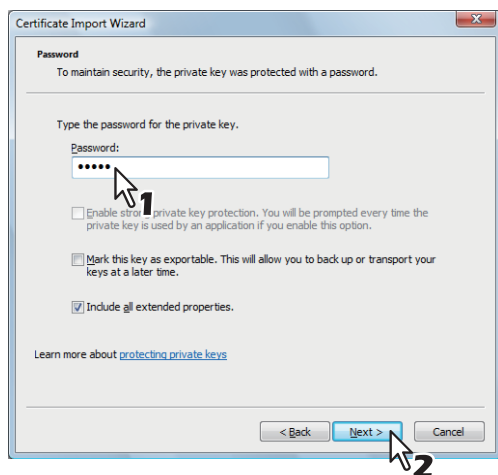 Certificate Import Wizard
Password
To maintain security, the private key was protected with a password.
Type the password for the private key.
Password:
•••••
1
Enable strong private key protection. You will be prompted every time the
private key is used by an application if you enable this option.
Mark this key as exportable. This will allow you to back up or transport your
keys at a later time.
Include all extended properties.
Learn more about protecting private keys
< Back Next > Cancel
2